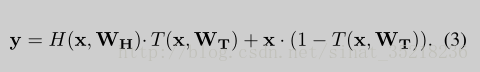 y = H(x, W_H)· T(x, W_T) + x · (1 − T(x, W_T)). (3)